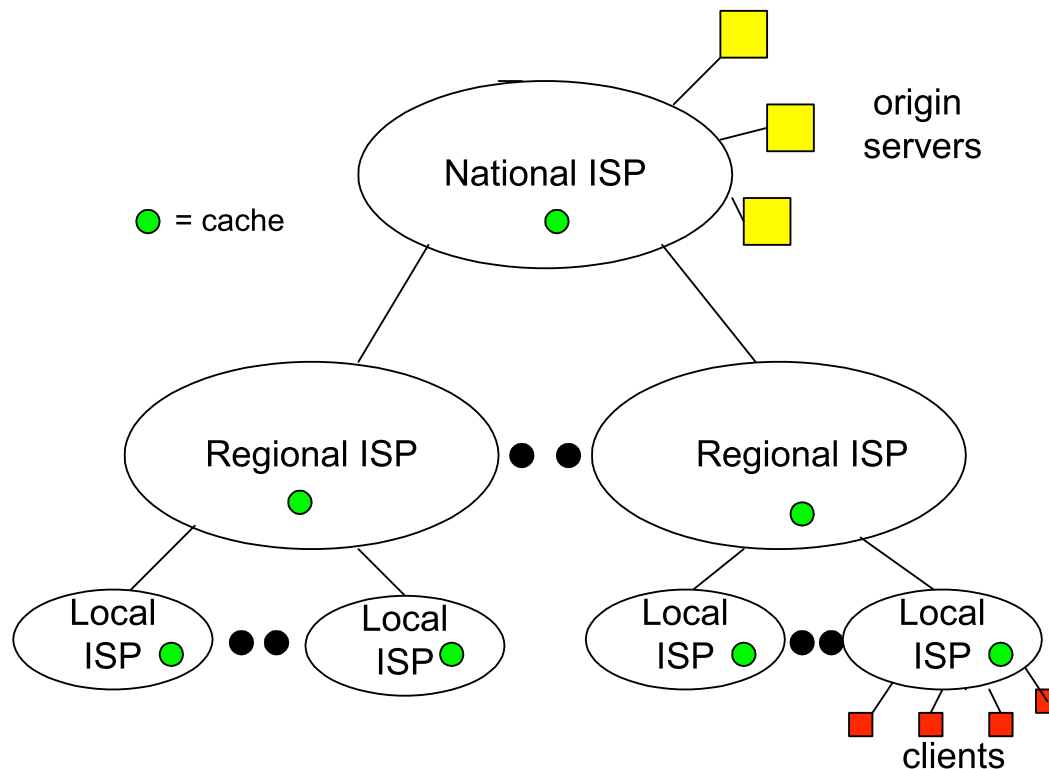 origin
servers
National ISP
= cache
Regional ISP
Regional ISP
Local
ISP
Local
ISP
Local
ISP
Local
ISP
clients